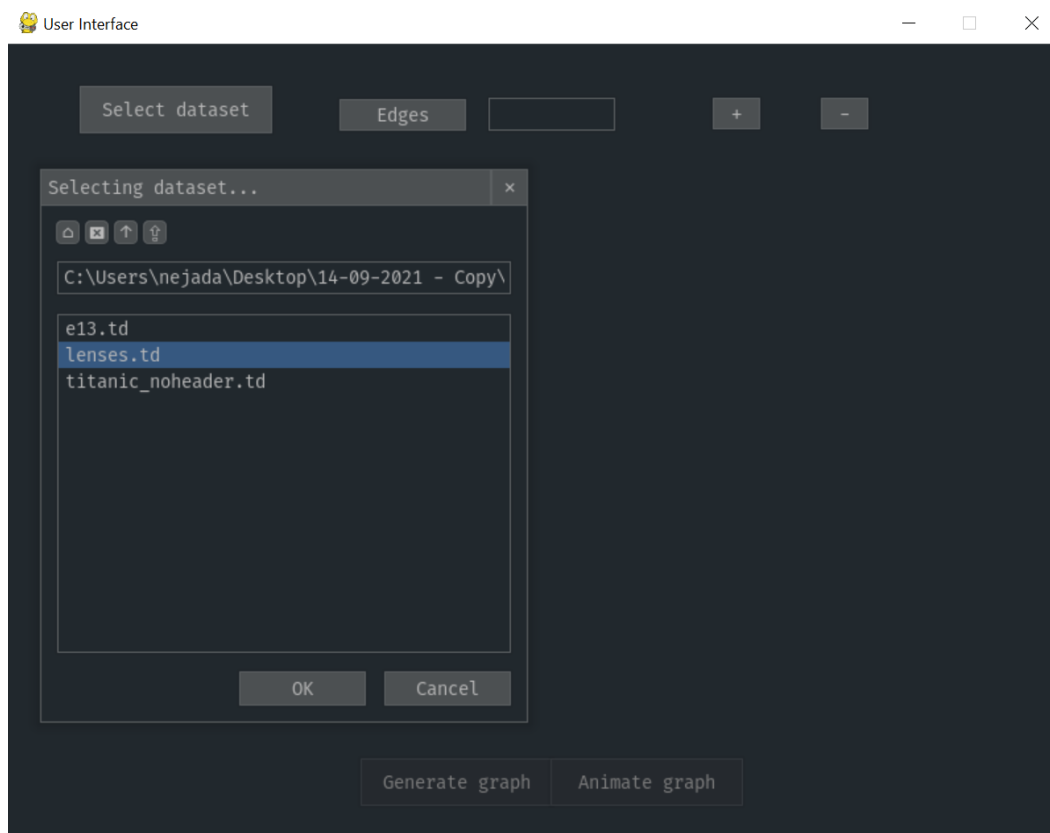 User Interface
Select dataset
Edges
+
-
Selecting dataset...
C:\Users\nejada\Desktop\14-09-2021 - Copy\
e13.td
lenses.td
titanic_noheader.td
OK Cancel
Generate graph Animate graph